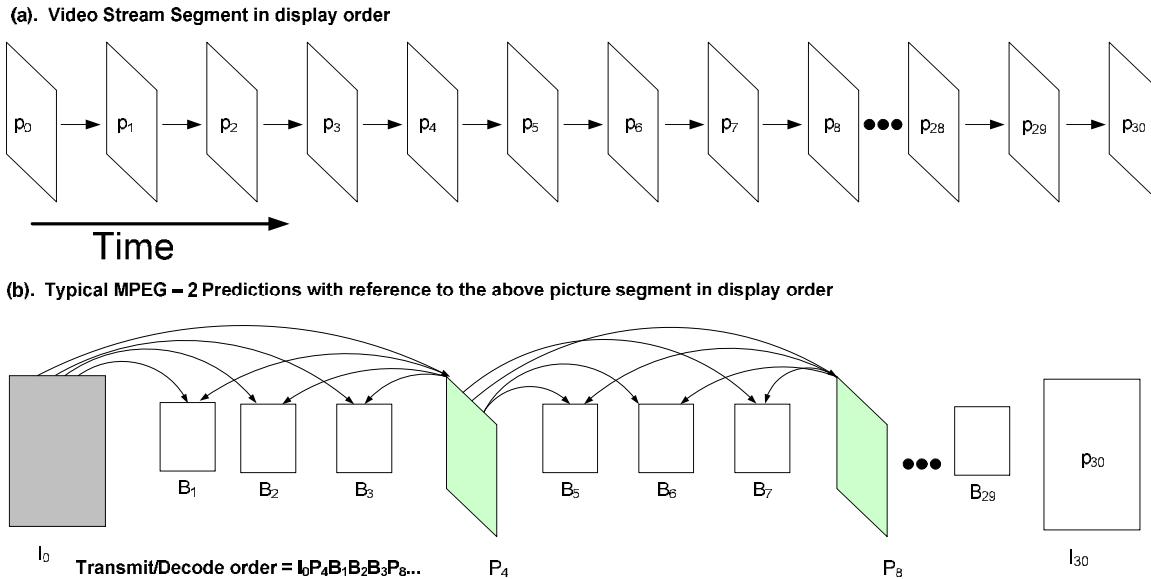 (a). Video Stream Segment in display order
p0 p1 p2 p3 p4 p5 p6 p7 p8 p28 p29 p30
Time
(b). Typical MPEG – 2 Predictions with reference to the above picture segment in display order
p30
B1 B2 B3 B5 B6 B7 B29
I0 P4 P8 I30
Transmit/Decode order = I0P4B1B2B3P8...